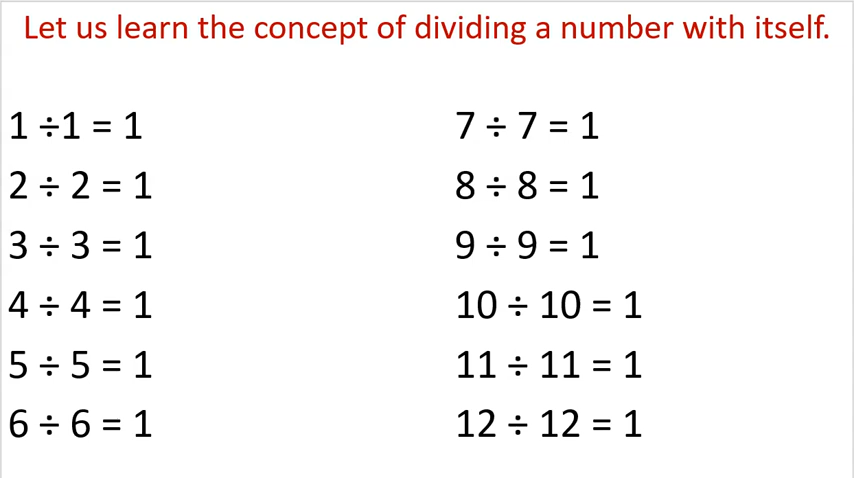 Let us learn the concept of dividing a number with itself.
1 ÷1 = 1
2 ÷ 2 = 1
3 ÷ 3 = 1
4 ÷ 4 = 1
5 ÷ 5 = 1
6 ÷ 6 = 1
7 ÷ 7 = 1
8 ÷ 8 = 1
9 ÷ 9 = 1
10 ÷ 10 = 1
11 ÷ 11 = 1
12 ÷ 12 = 1